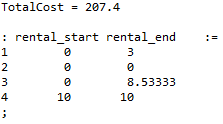 TotalCost = 207.4
: rental_start rental_end :=
1 0 3
2 0 0
3 0 8.53333
4 10 10
;